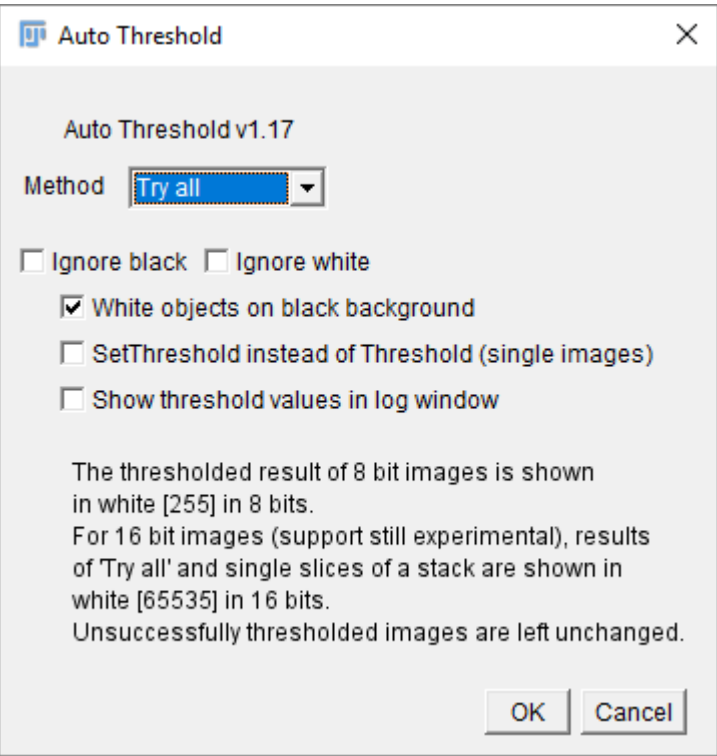 Auto Threshold
Auto Threshold v1.17
Method Try all
Ignore black Ignore white
White objects on black background
SetThreshold instead of Threshold (single images)
Show threshold values in log window
The thresholded result of 8 bit images is shown
in white [255] in 8 bits.
For 16 bit images (support still experimental), results
of 'Try all' and single slices of a stack are shown in
white [65535] in 16 bits.
Unsuccessfully thresholded images are left unchanged.
OK Cancel